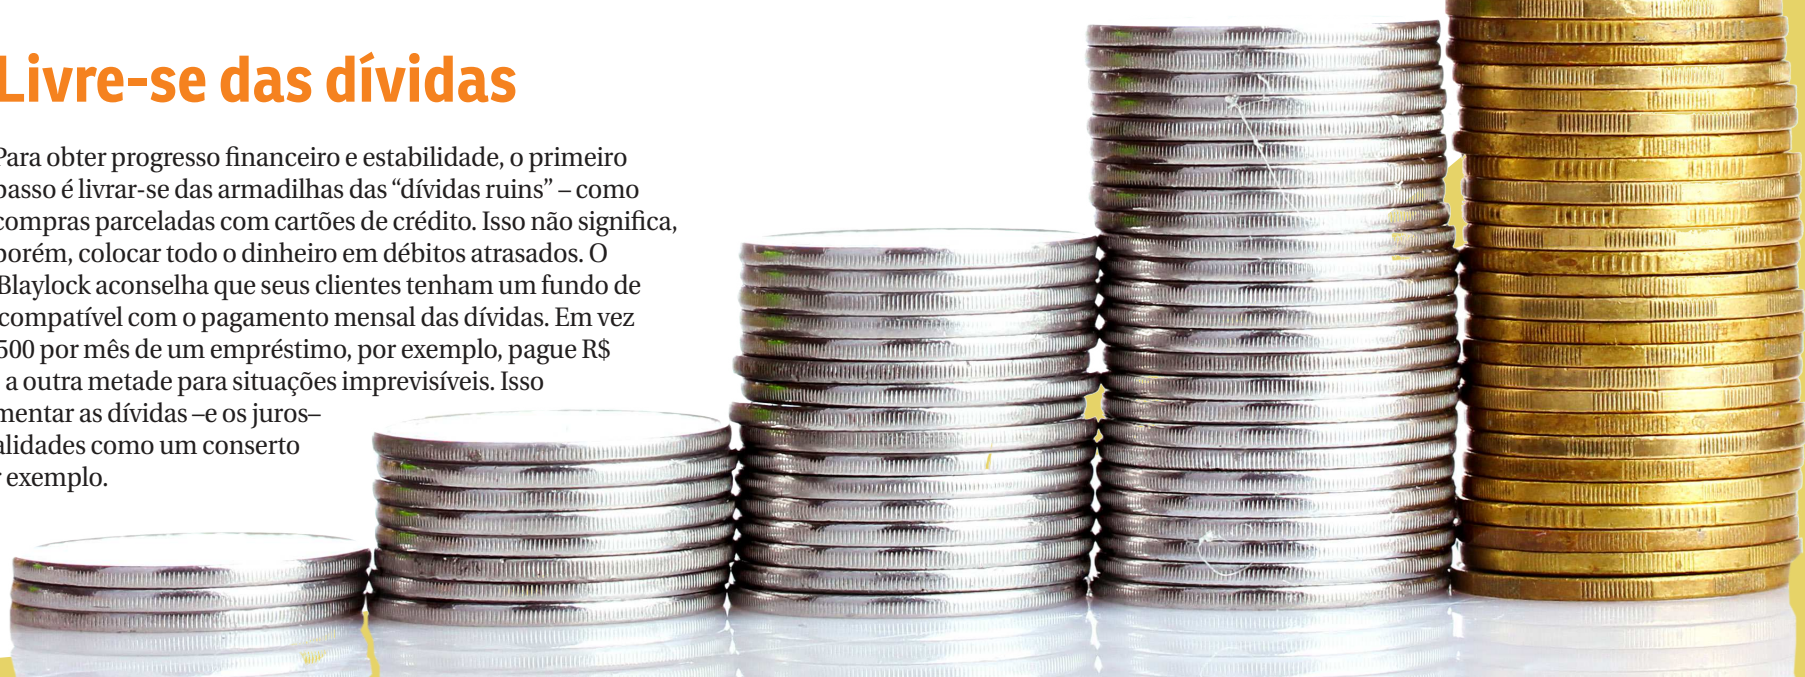 Livre-se das dívidas
Para obter progresso financeiro e estabilidade, o primeiro
passo é livrar-se das armadilhas das “dívidas ruins” – como
compras parceladas com cartões de crédito. Isso não significa,
porém, colocar todo o dinheiro em débitos atrasados. O
Blaylock aconselha que seus clientes tenham um fundo de
compatível com o pagamento mensal das dívidas. Em vez
500 por mês de um empréstimo, por exemplo, pague R$
a outra metade para situações imprevisíveis. Isso
mentar as dívidas –e os juros–
alidades como um conserto
exemplo.